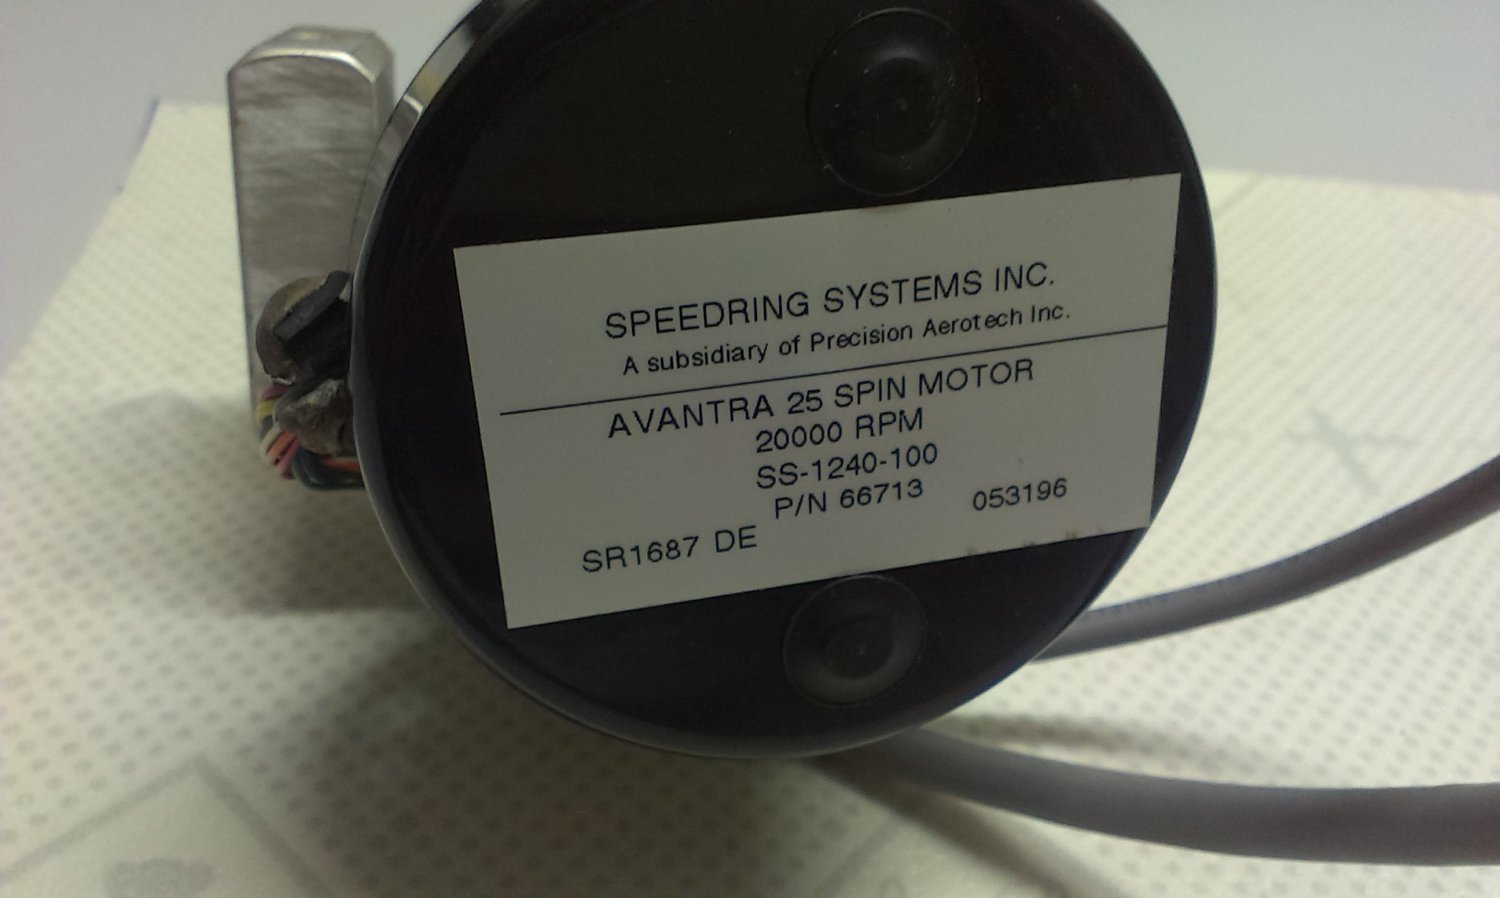 SPEEDRING SYSTEMS INC.
A subsidiary of Precision Aerotech Inc.
AVANTRA 25 SPIN MOTOR
20000 RPM
SS-1240-100
P/N 66713
SR1687 DE 053196